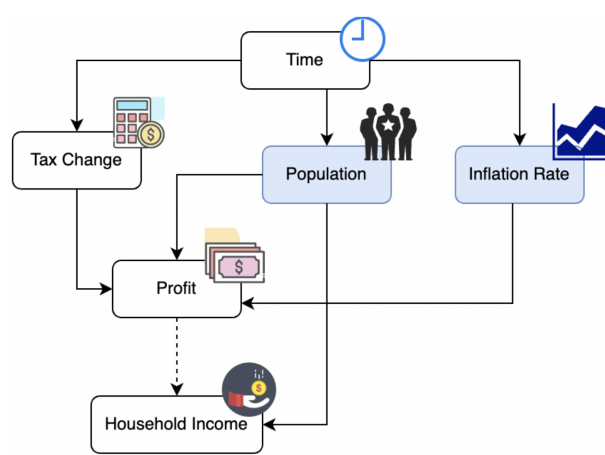 Time
Tax Change
Population
Inflation Rate
Profit
Household Income